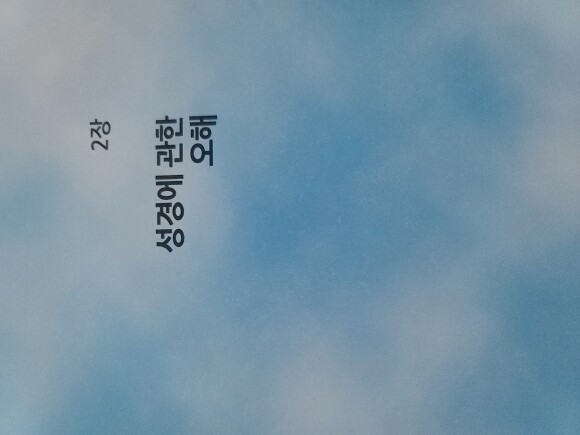 2장
성경에 관한
오해